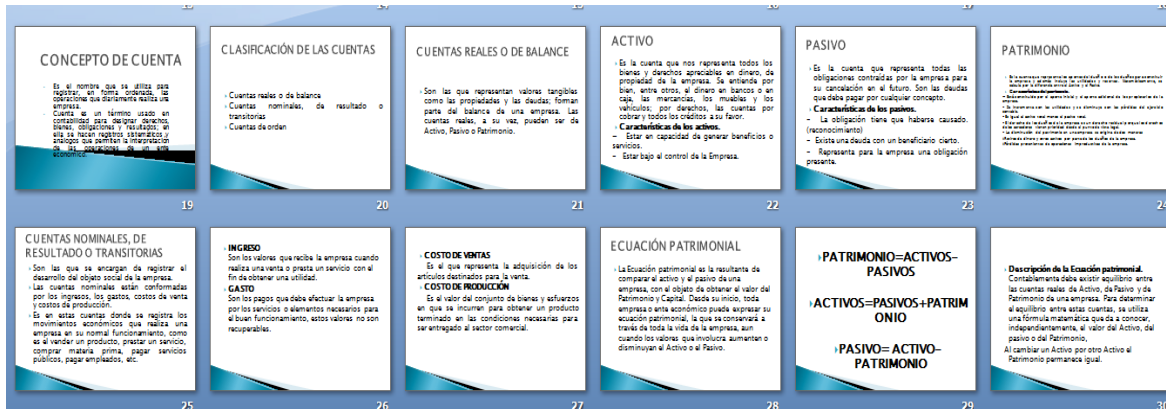 13
14
15
16
17
18
CONCEPTO DE CUENTA
Es el nombre que se utiliza para
registrar, en forma ordenada, las
operaciones que diariamente realiza una
empresa.
Cuenta es un término usado en
contabilidad para designar derechos,
bienes, obligaciones y resultados; en
ella se hacen registros sistemáticos y
análogos que permiten la interpretación
de las operaciones de un ente
económico.
19
CLASIFICACIÓN DE LAS CUENTAS
Cuentas reales o de balance
Cuentas nominales, de resultado o
transitorias
Cuentas de orden
20
CUENTAS REALES O DE BALANCE
Son las que representan valores tangibles
como las propiedades y las deudas; forman
parte del balance de una empresa. Las
cuentas reales, a su vez, pueden ser de
Activo, Pasivo o Patrimonio.
21
ACTIVO
Es la cuenta que nos representa todos los
bienes y derechos apreciables en dinero, de
propiedad de la empresa. Se entiende por
bien, entre otros, el dinero en bancos o en
caja, las mercancias, los muebles y los
vehículos; por derechos, las cuentas por
cobrar y todos los créditos a su favor.
Características de los activos.
– Estar en capacidad de generar beneficios o
servicios.
– Estar bajo el control de la Empresa.
22
PASIVO
Es la cuenta que representa todas las
obligaciones contraídas por la empresa para
su cancelación en el futuro. Son las deudas
que debe pagar por cualquier concepto.
Características de los pasivos.
– La obligación tiene que haberse causado.
(reconocimiento)
– Existe una deuda con un beneficiario cierto.
– Representa para la empresa una obligación
presente.
23
PATRIMONIO
24
CUENTAS NOMINALES, DE
RESULTADO O TRANSITORIAS
Son las que se encargan de registrar el
desarrollo del objeto social de la empresa.
Las cuentas nominales están conformadas
por los ingresos, los gastos, costos de venta
y costos de producción.
Es en estas cuentas donde se registra los
movimientos económicos que realiza una
empresa en su normal funcionamiento, como
es el vender un producto, prestar un servicio,
comprar materia prima, pagar servicios
públicos, pagar empleados, etc.
25
INGRESO
Son los valores que recibe la empresa cuando
realiza una venta o presta un servicio con el
fin de obtener una utilidad.
GASTO
Son los pagos que debe efectuar la empresa
por los servicios o elementos necesarios para
el buen funcionamiento, estos valores no son
recuperables.
26
COSTO DE VENTAS
Es el que representa la adquisición de los
artículos destinados para la venta.
COSTO DE PRODUCCIÓN
Es el valor del conjunto de bienes y esfuerzos
en que se incurren para obtener un producto
terminado en las condiciones necesarias para
ser entregado al sector comercial.
27
ECUACIÓN PATRIMONIAL
La Ecuación patrimonial es la resultante de
comparar el activo y el pasivo de una
empresa, con el objeto de obtener el valor del
Patrimonio y Capital. Desde su inicio, toda
empresa o ente económico puede expresar su
ecuación patrimonial, la que se conservará a
través de toda la vida de la empresa, aun
cuando los valores que involucra aumenten o
disminuyan el Activo o el Pasivo.
28
PATRIMONIO=ACTIVOS–
PASIVOS
ACTIVOS=PASIVOS+PATRIM
ONIO
PASIVO= ACTIVO–
PATRIMONIO
29
Descripción de la Ecuación patrimonial.
Contablemente debe existir equilibrio entre
las cuentas reales de Activo, de Pasivo y de
Patrimonio de una empresa. Para determinar
el equilibrio entre estas cuentas, se utiliza
una fórmula matemática que da a conocer,
independientemente, el valor del Activo, del
pasivo o del Patrimonio,
Al cambiar un Activo por otro Activo el
Patrimonio permanece igual.
30